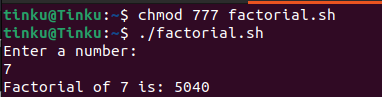 tinku@Tinku:~$ chmod 777 factorial.sh
tinku@Tinku:~$ ./factorial.sh
Enter a number:
7
Factorial of 7 is: 5040